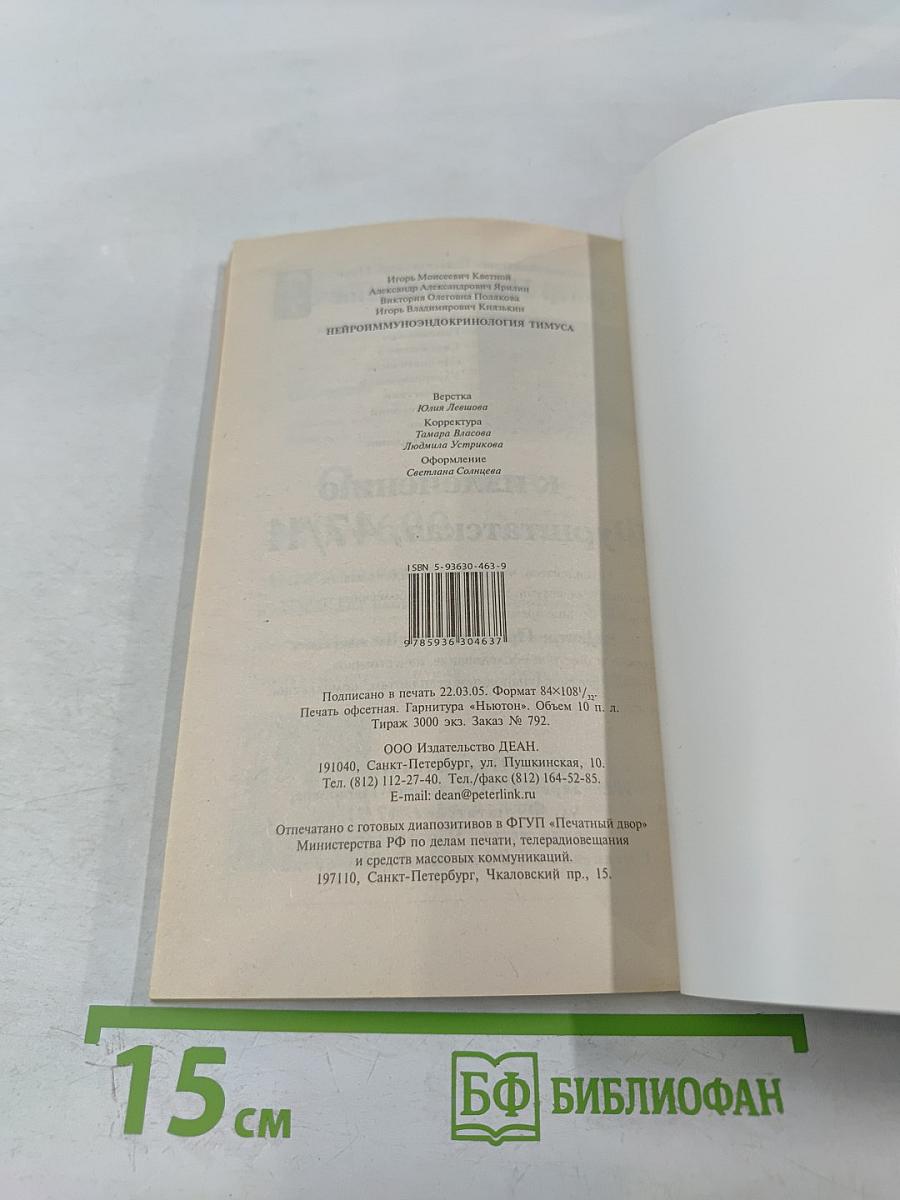 Игорь Моисеевич Кветной
Александр Александрович Ярилин
Виктория Олеговна Полякова
Игорь Владимирович Князькин
НЕЙРОИММУНОЭНДОКРИНОЛОГИЯ ТИМУСА
Верстка
Юлия Левшова
Корректура
Тамара Власова
Людмила Устрикова
Оформление
Светлана Солнцева
ISBN 5-93630-463-9
9 785936 304637
Подписано в печать 22.03.05. Формат 84×108¹/₃₂.
Печать офсетная. Гарнитура «Ньютон». Объем 10 п. л.
Тираж 3000 экз. Заказ № 792.
ООО Издательство ДЕАН.
191040, Санкт-Петербург, ул. Пушкинская, 10.
Тел. (812) 112-27-40. Тел./факс (812) 164-52-85.
E-mail: dean@peterlink.ru
Отпечатано с готовых диапозитивов в ФГУП «Печатный двор»
Министерства РФ по делам печати, телерадиовещания
и средств массовых коммуникаций.
197110, Санкт-Петербург, Чкаловский пр., 15.
15 см
БФ БИБЛИОФАН